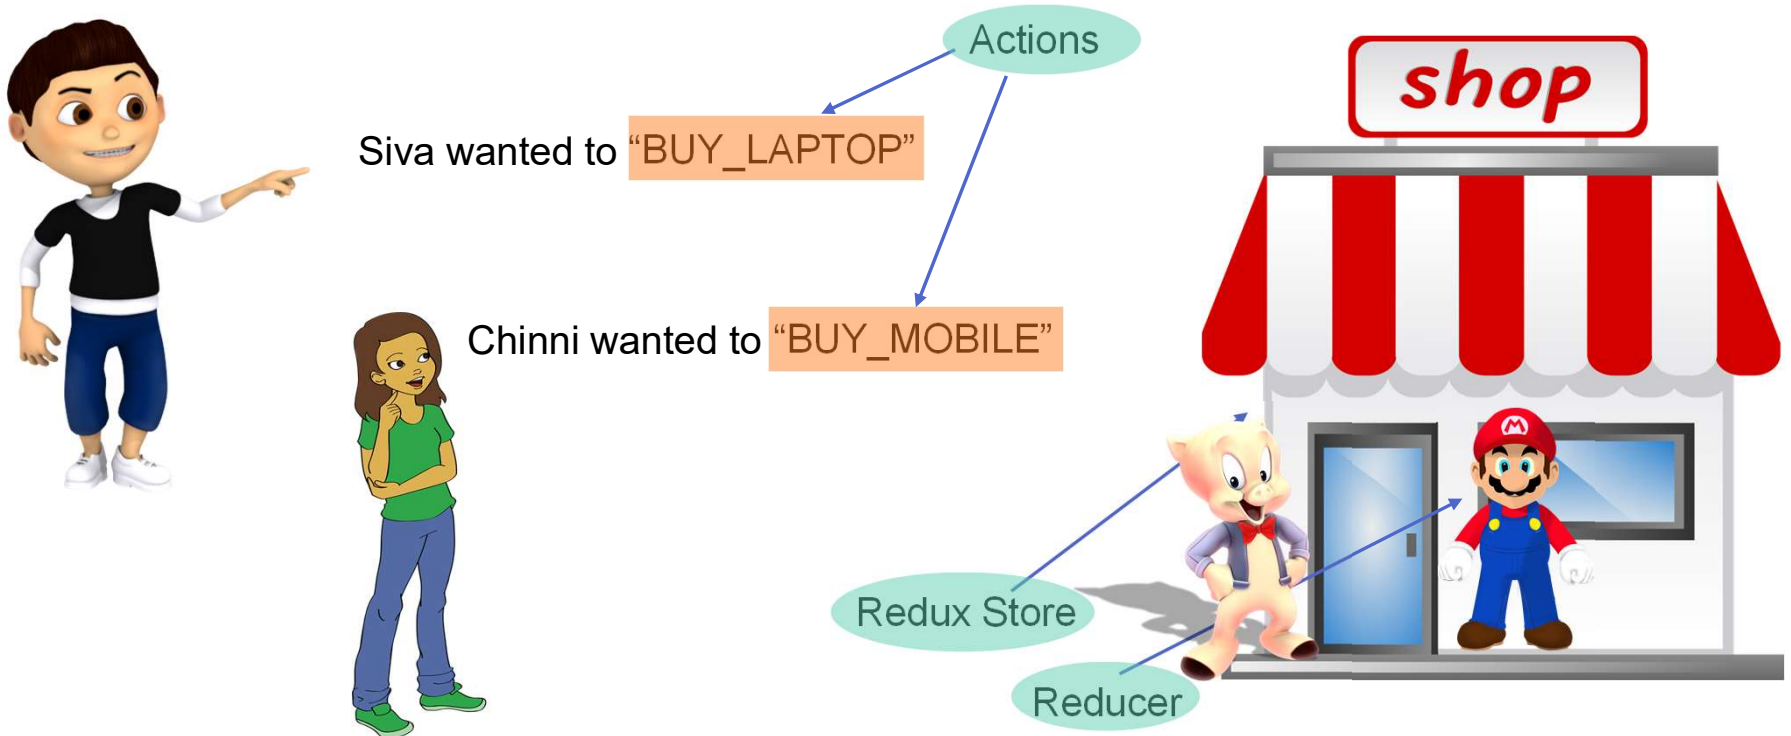 Actions
shop
Siva wanted to “BUY_LAPTOP”
Chinni wanted to “BUY_MOBILE”
M
Redux Store
Reducer